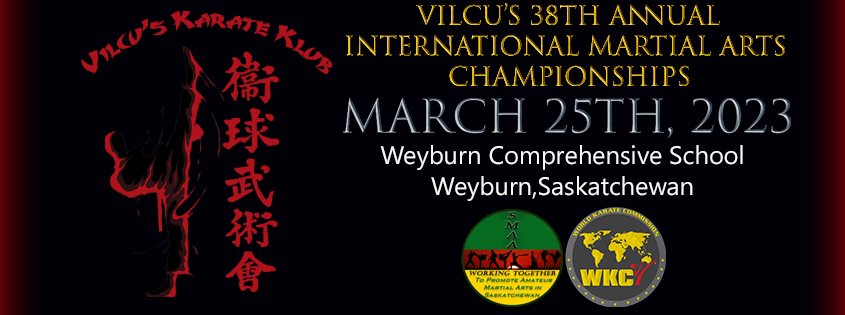 VILCU'S KARATE KLUB
衞球武術會
VILCU'S 38TH ANNUAL
INTERNATIONAL MARTIAL ARTS
CHAMPIONSHIPS
MARCH 25TH, 2023
Weyburn Comprehensive School
Weyburn,Saskatchewan
SMAA
WORKING TOGETHER
To Promote Amateur
Martial Arts in
Saskatchewan
WORLD KARATE COMMISSION
WKC